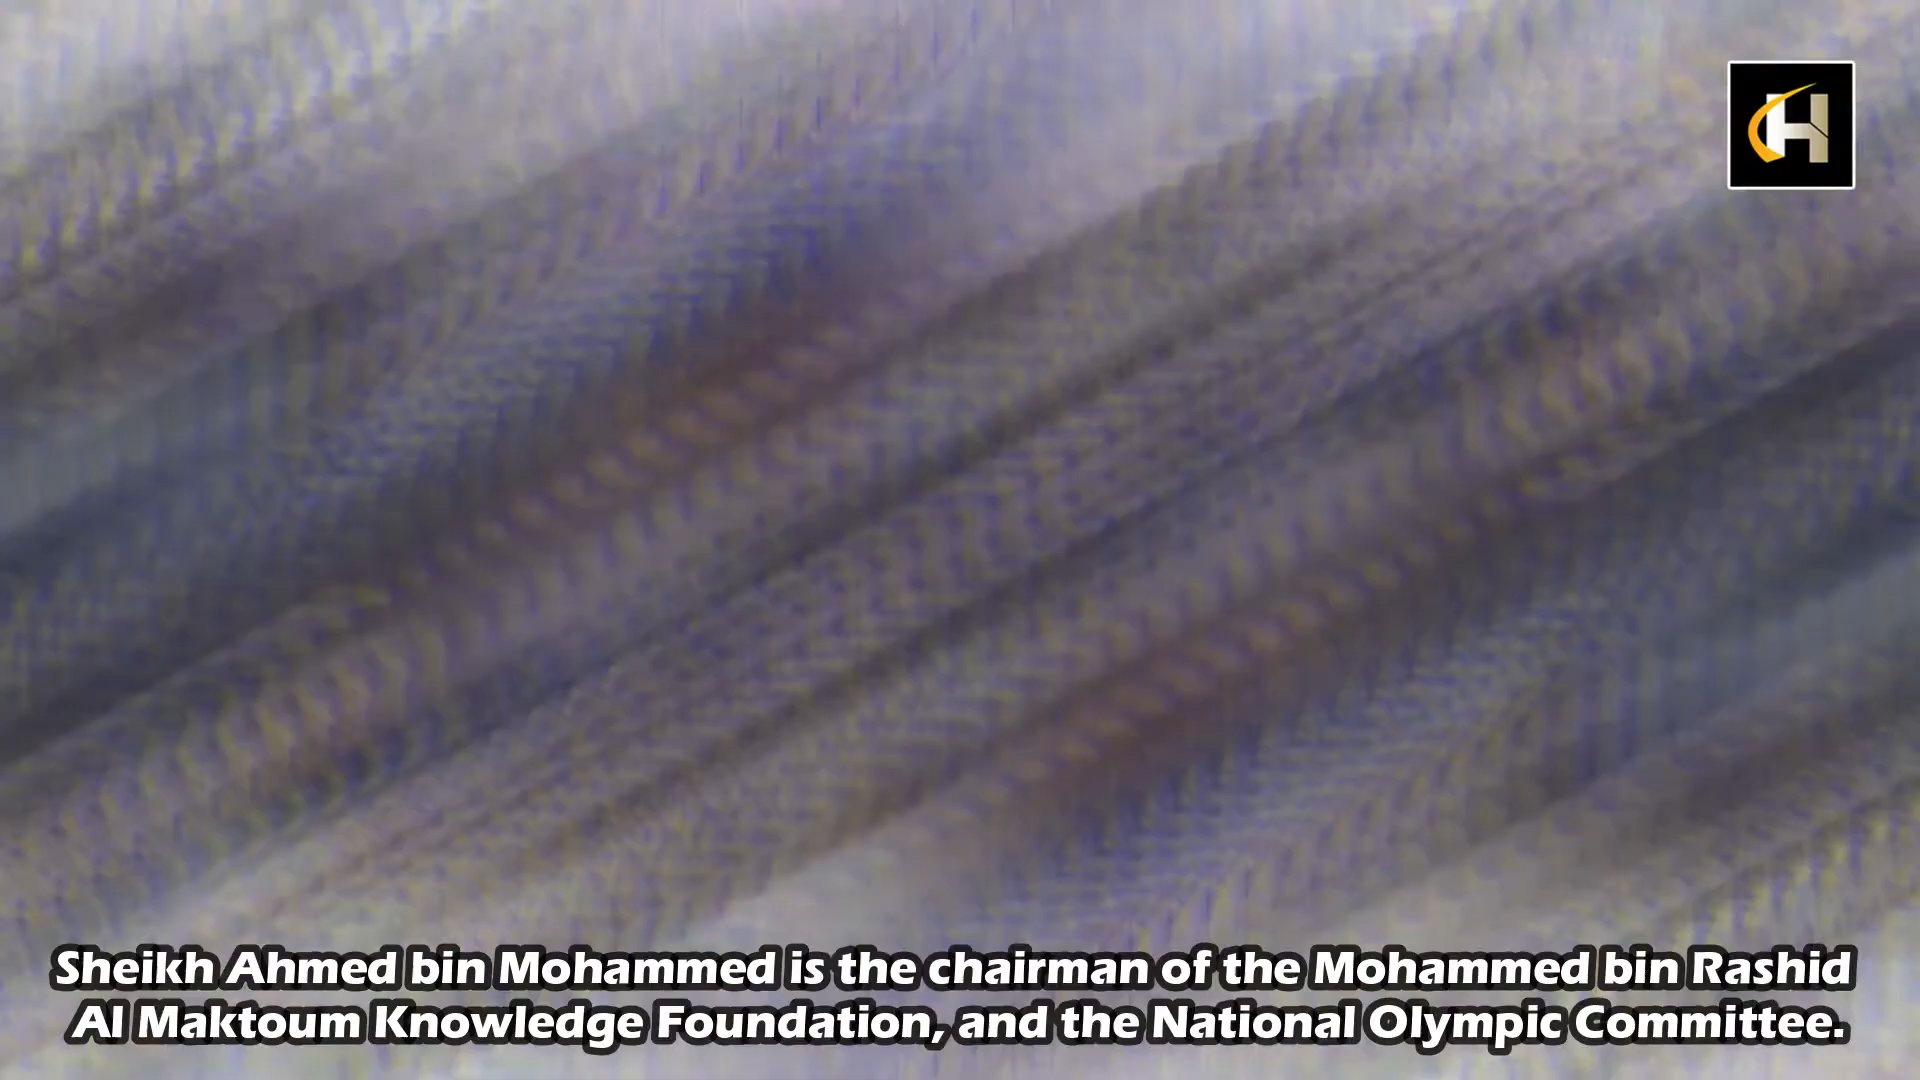 H
Sheikh Ahmed bin Mohammed is the chairman of the Mohammed bin Rashid
Al Maktoum Knowledge Foundation, and the National Olympic Committee.